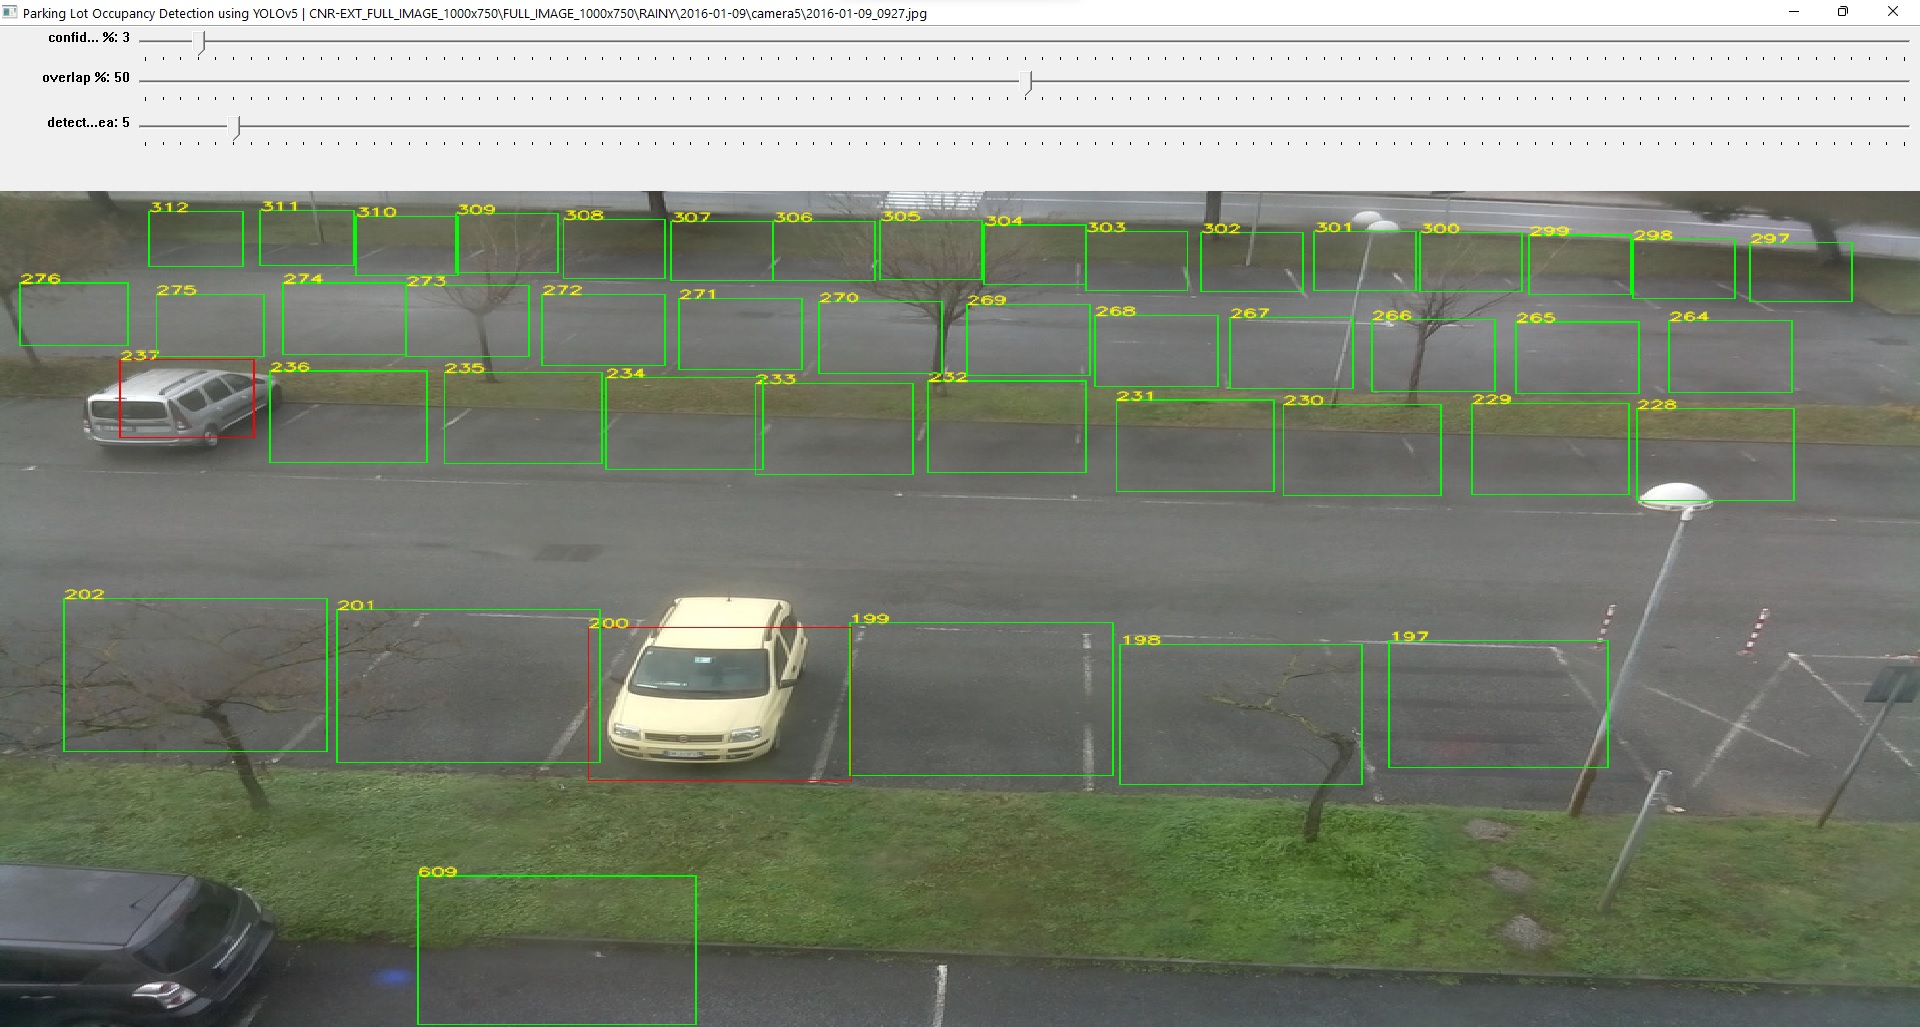 Parking Lot Occupancy Detection using YOLOv5 | CNR-EXT_FULL_IMAGE_1000x750\FULL_IMAGE_1000x750\RAINY\2016-01-09\camera5\2016-01-09_0927.jpg
confid... %: 3
overlap %: 50
detect...ea: 5
312 311 310 309 308 307 306 305 304 303 302 301 300 299 298 297
276 275 274 273 272 271 270 269 268 267 266 265 264
237 236 235 234 233 232 231 230 229 228
202 201 200 199 198 197
609